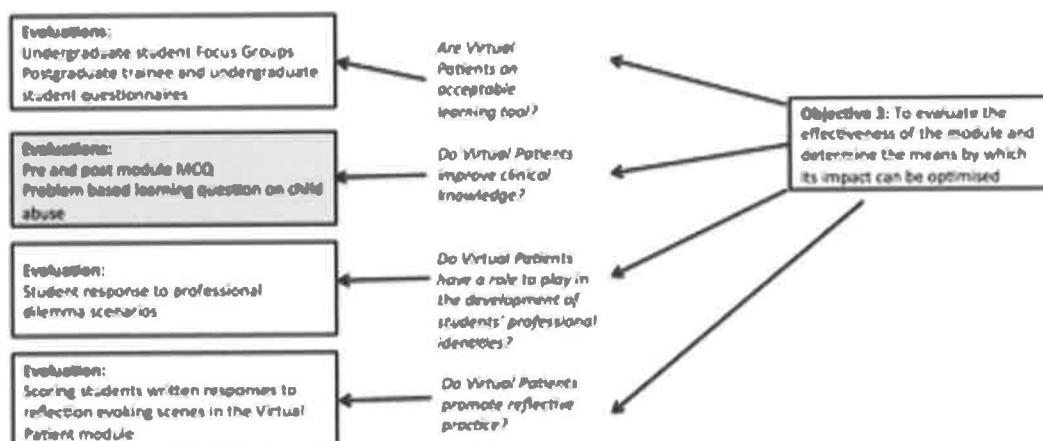 Evaluations:
Undergraduate student Focus Groups
Postgraduate trainee and undergraduate
student questionnaires
Are Virtual
Patients an
acceptable
learning tool?
Objective 3: To evaluate the
effectiveness of the module and
determine the means by which
its impact can be optimised
Evaluations:
Pre and post module MCQ
Problem based learning question on child
abuse
Do Virtual Patients
improve clinical
knowledge?
Evaluation:
Student response to professional
dilemma scenarios
Do Virtual Patients
have a role to play in
the development of
students' professional
identities?
Evaluation:
Scoring students written responses to
reflection evoking scenes in the Virtual
Patient module
Do Virtual Patients
promote reflective
practice?